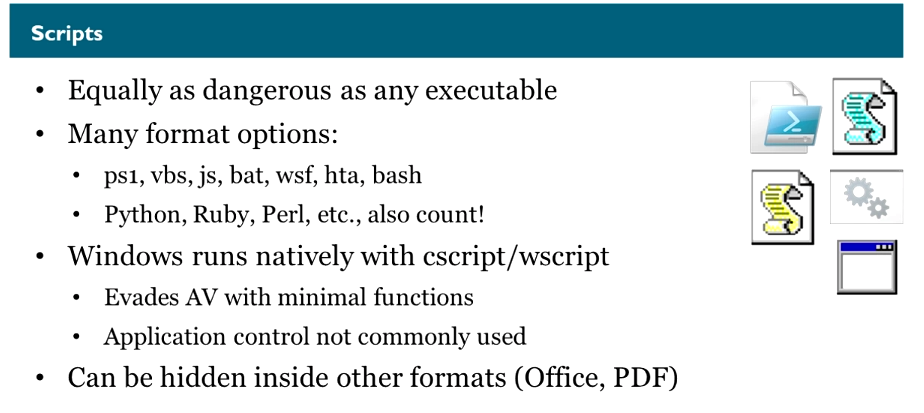 Scripts
• Equally as dangerous as any executable
• Many format options:
• ps1, vbs, js, bat, wsf, hta, bash
• Python, Ruby, Perl, etc., also count!
• Windows runs natively with cscript/wscript
• Evades AV with minimal functions
• Application control not commonly used
• Can be hidden inside other formats (Office, PDF)